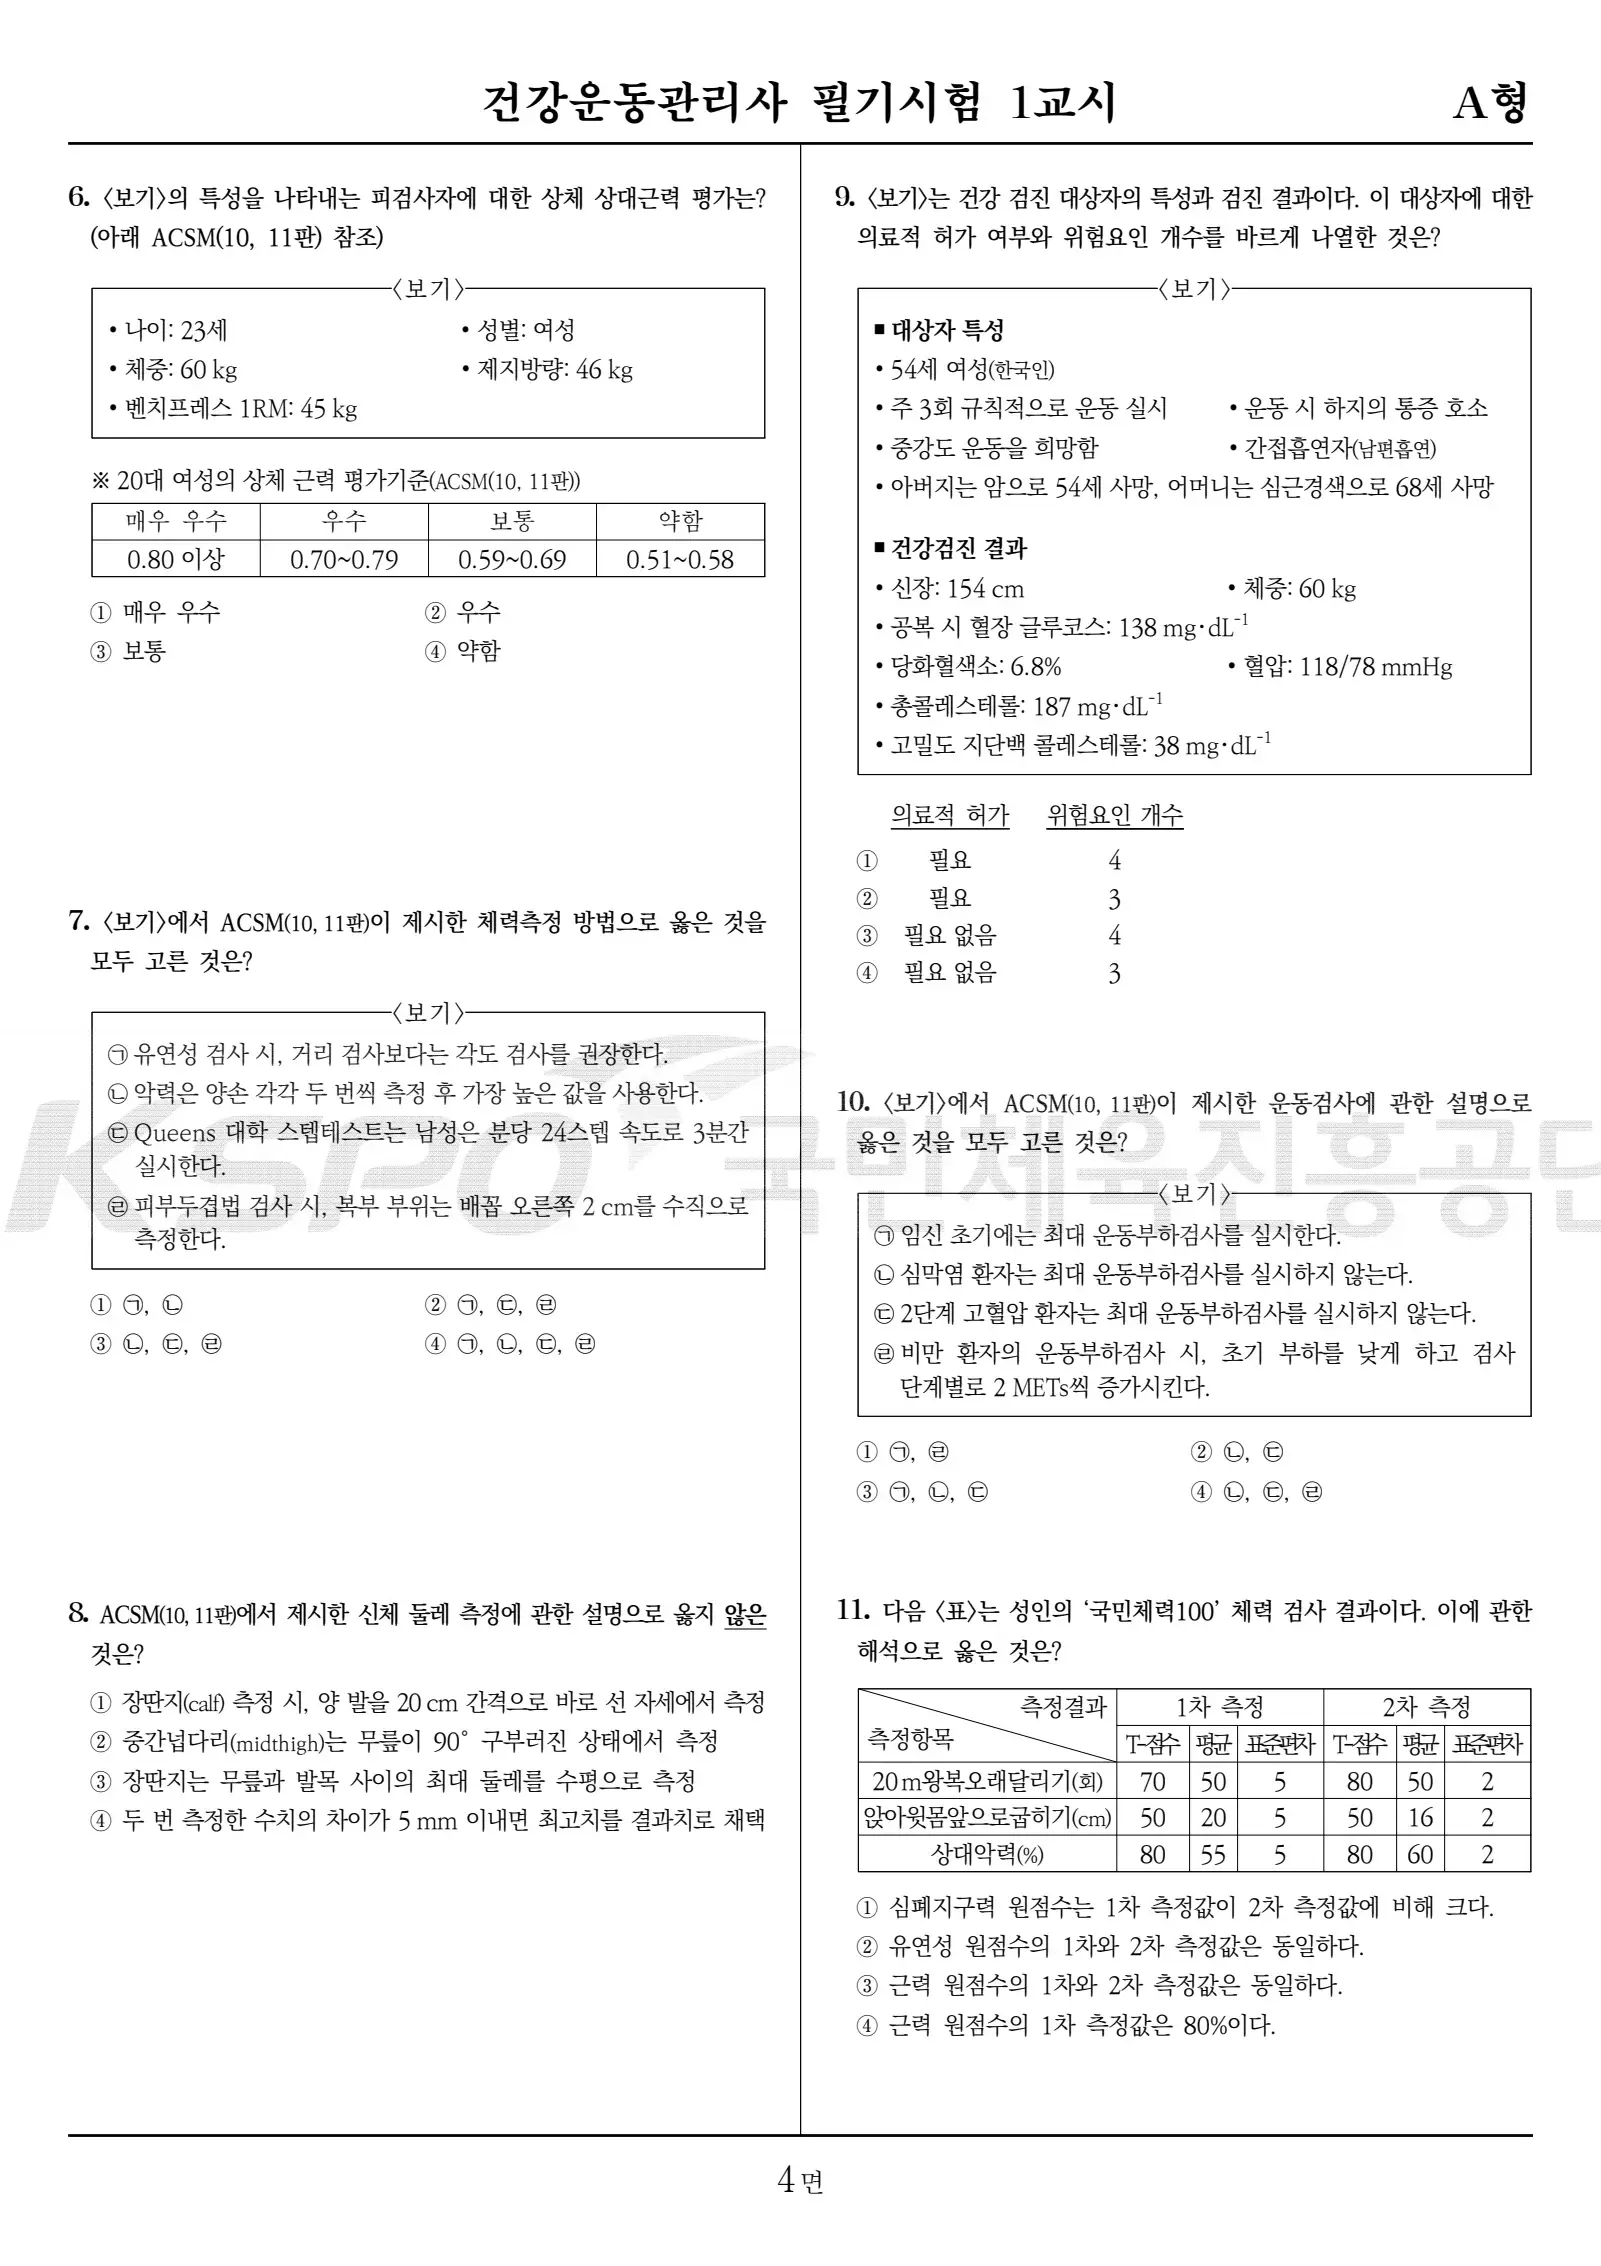 건강운동관리사 필기시험 1교시
A형
6. 〈보기〉의 특성을 나타내는 피검사자에 대한 상체 상대근력 평가는?
(아래 ACSM(10, 11판) 참조)
〈보기〉
• 나이: 23세 • 성별: 여성
• 체중: 60 kg • 제지방량: 46 kg
• 벤치프레스 1RM: 45 kg
※ 20대 여성의 상체 근력 평가기준(ACSM(10, 11판))
매우 우수 우수 보통 약함
0.80 이상 0.70~0.79 0.59~0.69 0.51~0.58
① 매우 우수 ② 우수
③ 보통 ④ 약함
7. 〈보기〉에서 ACSM(10, 11판)이 제시한 체력측정 방법으로 옳은 것을
모두 고른 것은?
〈보기〉
㉠ 유연성 검사 시, 거리 검사보다는 각도 검사를 권장한다.
㉡ 악력은 양손 각각 두 번씩 측정 후 가장 높은 값을 사용한다.
㉢ Queens 대학 스텝테스트는 남성은 분당 24스텝 속도로 3분간
실시한다.
㉣ 피부두겹법 검사 시, 복부 부위는 배꼽 오른쪽 2 cm를 수직으로
측정한다.
① ㉠, ㉡ ② ㉠, ㉢, ㉣
③ ㉡, ㉢, ㉣ ④ ㉠, ㉡, ㉢, ㉣
8. ACSM(10, 11판)에서 제시한 신체 둘레 측정에 관한 설명으로 옳지 않은
것은?
① 장딴지(calf) 측정 시, 양 발을 20 cm 간격으로 바로 선 자세에서 측정
② 중간넙다리(midthigh)는 무릎이 90° 구부러진 상태에서 측정
③ 장딴지는 무릎과 발목 사이의 최대 둘레를 수평으로 측정
④ 두 번 측정한 수치의 차이가 5 mm 이내면 최고치를 결과치로 채택
9. 〈보기〉는 건강 검진 대상자의 특성과 검진 결과이다. 이 대상자에 대한
의료적 허가 여부와 위험요인 개수를 바르게 나열한 것은?
〈보기〉
■ 대상자 특성
• 54세 여성(한국인)
• 주 3회 규칙적으로 운동 실시 • 운동 시 하지의 통증 호소
• 중강도 운동을 희망함 • 간접흡연자(남편흡연)
• 아버지는 암으로 54세 사망, 어머니는 심근경색으로 68세 사망
■ 건강검진 결과
• 신장: 154 cm • 체중: 60 kg
• 공복 시 혈장 글루코스: 138 mg·dL⁻¹
• 당화혈색소: 6.8% • 혈압: 118/78 mmHg
• 총콜레스테롤: 187 mg·dL⁻¹
• 고밀도 지단백 콜레스테롤: 38 mg·dL⁻¹
의료적 허가 위험요인 개수
① 필요 4
② 필요 3
③ 필요 없음 4
④ 필요 없음 3
10. 〈보기〉에서 ACSM(10, 11판)이 제시한 운동검사에 관한 설명으로
옳은 것을 모두 고른 것은?
〈보기〉
㉠ 임신 초기에는 최대 운동부하검사를 실시한다.
㉡ 심막염 환자는 최대 운동부하검사를 실시하지 않는다.
㉢ 2단계 고혈압 환자는 최대 운동부하검사를 실시하지 않는다.
㉣ 비만 환자의 운동부하검사 시, 초기 부하를 낮게 하고 검사
단계별로 2 METs씩 증가시킨다.
① ㉠, ㉣ ② ㉡, ㉢
③ ㉠, ㉡, ㉢ ④ ㉡, ㉢, ㉣
11. 다음 〈표〉는 성인의 ‘국민체력100’ 체력 검사 결과이다. 이에 관한
해석으로 옳은 것은?
측정결과 1차 측정 2차 측정
측정항목 T-점수 평균 표준편차 T-점수 평균 표준편차
20 m왕복오래달리기(회) 70 50 5 80 50 2
앉아윗몸앞으로굽히기(cm) 50 20 5 50 16 2
상대악력(%) 80 55 5 80 60 2
① 심폐지구력 원점수는 1차 측정값이 2차 측정값에 비해 크다.
② 유연성 원점수의 1차와 2차 측정값은 동일하다.
③ 근력 원점수의 1차와 2차 측정값은 동일하다.
④ 근력 원점수의 1차 측정값은 80%이다.
KSPO 국민체육진흥공단
4 면